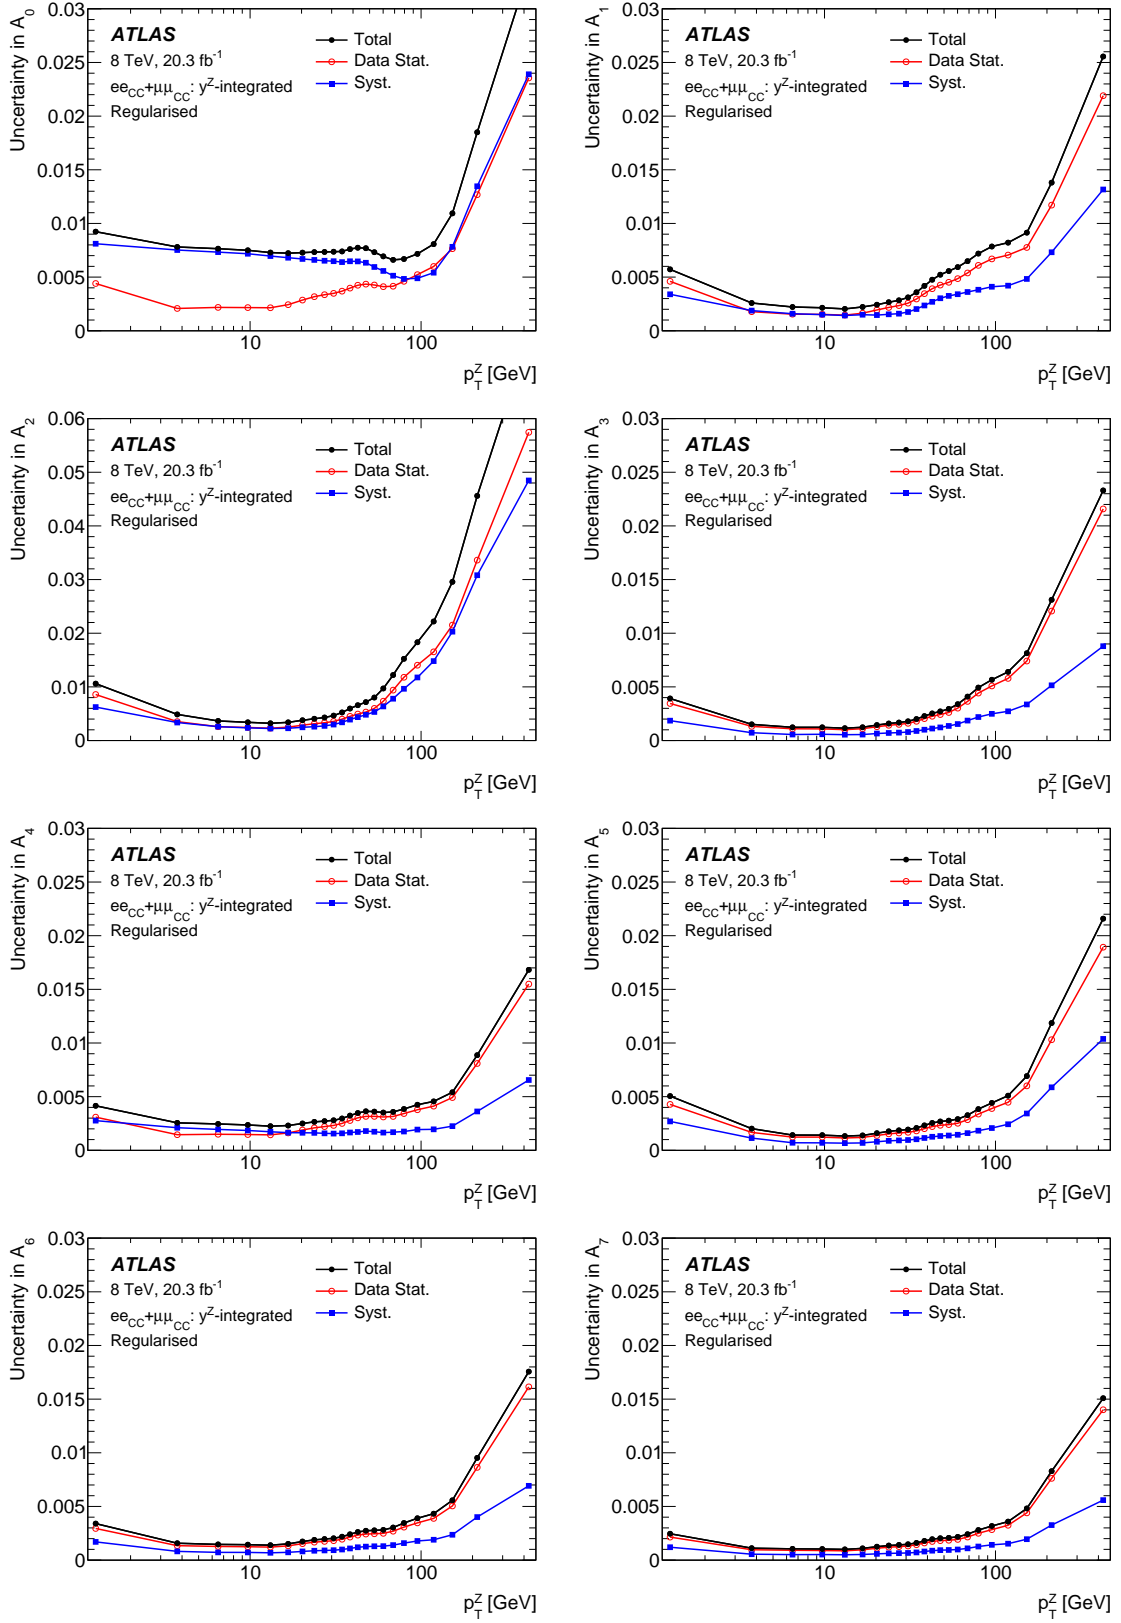 Uncertainty in A0
0.03
0.025
0.02
0.015
0.01
0.005
0
ATLAS
8 TeV, 20.3 fb-1
eeCC+μμCC: yZ-integrated
Regularised
Total
Data Stat.
Syst.
10
100
pTZ [GeV]
Uncertainty in A1
0.03
0.025
0.02
0.015
0.01
0.005
0
ATLAS
8 TeV, 20.3 fb-1
eeCC+μμCC: yZ-integrated
Regularised
Total
Data Stat.
Syst.
10
100
pTZ [GeV]
Uncertainty in A2
0.06
0.05
0.04
0.03
0.02
0.01
0
ATLAS
8 TeV, 20.3 fb-1
eeCC+μμCC: yZ-integrated
Regularised
Total
Data Stat.
Syst.
10
100
pTZ [GeV]
Uncertainty in A3
0.03
0.025
0.02
0.015
0.01
0.005
0
ATLAS
8 TeV, 20.3 fb-1
eeCC+μμCC: yZ-integrated
Regularised
Total
Data Stat.
Syst.
10
100
pTZ [GeV]
Uncertainty in A4
0.03
0.025
0.02
0.015
0.01
0.005
0
ATLAS
8 TeV, 20.3 fb-1
eeCC+μμCC: yZ-integrated
Regularised
Total
Data Stat.
Syst.
10
100
pTZ [GeV]
Uncertainty in A5
0.03
0.025
0.02
0.015
0.01
0.005
0
ATLAS
8 TeV, 20.3 fb-1
eeCC+μμCC: yZ-integrated
Regularised
Total
Data Stat.
Syst.
10
100
pTZ [GeV]
Uncertainty in A6
0.03
0.025
0.02
0.015
0.01
0.005
0
ATLAS
8 TeV, 20.3 fb-1
eeCC+μμCC: yZ-integrated
Regularised
Total
Data Stat.
Syst.
10
100
pTZ [GeV]
Uncertainty in A7
0.03
0.025
0.02
0.015
0.01
0.005
0
ATLAS
8 TeV, 20.3 fb-1
eeCC+μμCC: yZ-integrated
Regularised
Total
Data Stat.
Syst.
10
100
pTZ [GeV]